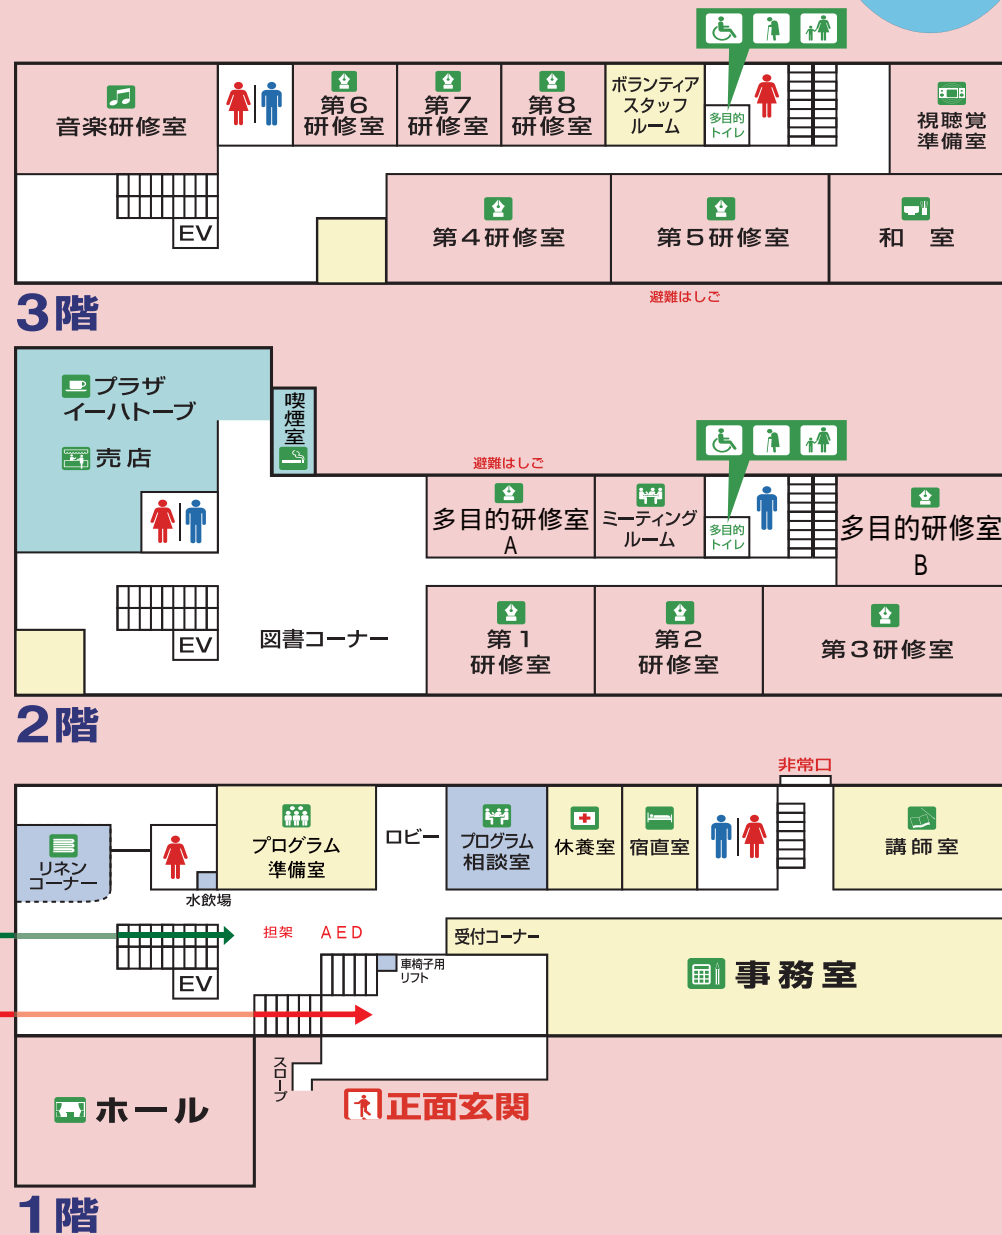 音楽研修室
第6
研修室
第7
研修室
第8
研修室
ボランティア
スタッフ
ルーム
多目的
トイレ
視聴覚
準備室
EV
第4研修室
第5研修室
和 室
避難はしご
3階
プラザ
イーハトーブ
売店
喫煙室
避難はしご
多目的研修室
A
ミーティング
ルーム
多目的
トイレ
多目的研修室
B
EV
図書コーナー
第1
研修室
第2
研修室
第3研修室
2階
非常口
リネン
コーナー
水飲場
プログラム
準備室
ロビー
プログラム
相談室
休養室
宿直室
講師室
担架
AED
受付コーナー
車椅子用
リフト
EV
事務室
スロープ
ホール
正面玄関
1階